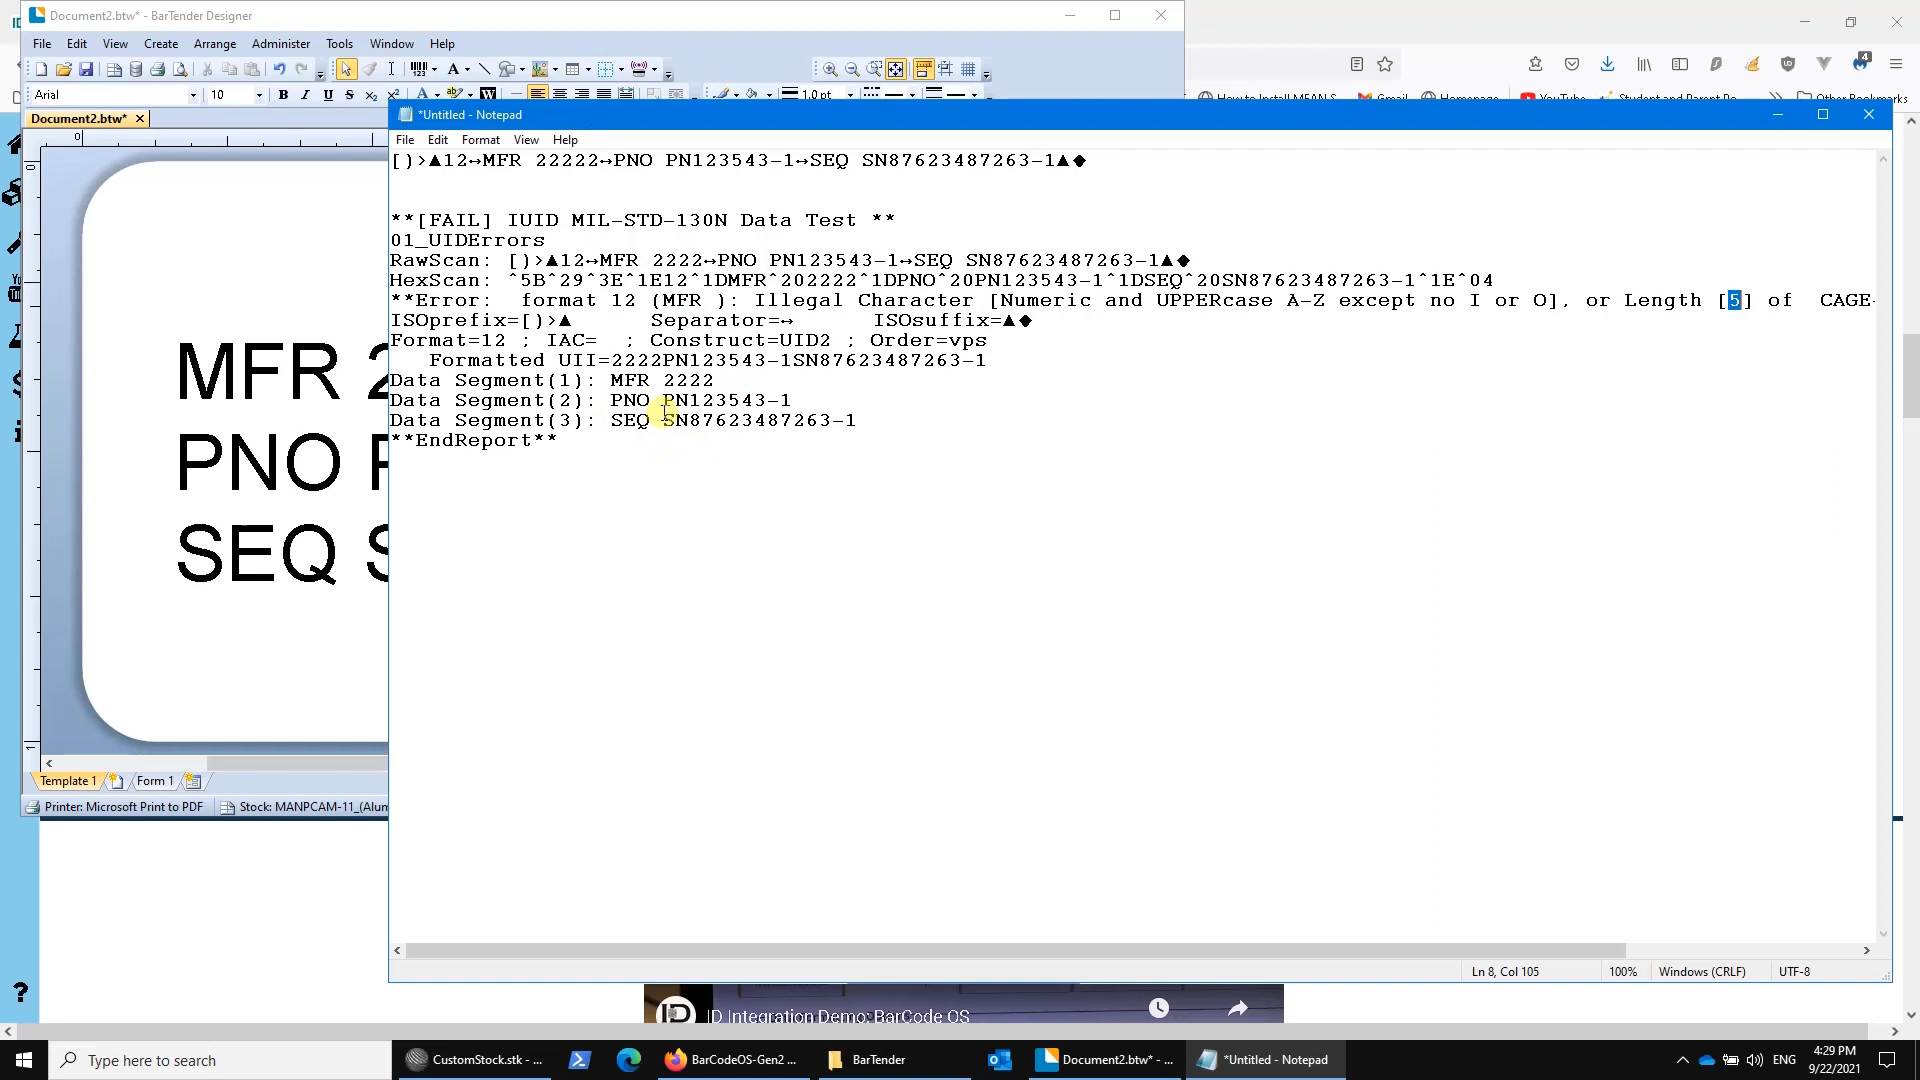 Document2.btw* - BarTender Designer
File Edit View Create Arrange Administer Tools Window Help
Arial 10 B I U S 1.0 pt
Document2.btw*
*Untitled - Notepad
File Edit Format View Help
[)>▲12↔MFR 22222↔PNO PN123543-1↔SEQ SN87623487263-1▲◆
**[FAIL] IUID MIL-STD-130N Data Test **
01_UIDErrors
RawScan: [)>▲12↔MFR 2222↔PNO PN123543-1↔SEQ SN87623487263-1▲◆
HexScan: ^5B^29^3E^1E12^1DMFR^202222^1DPNO^20PN123543-1^1DSEQ^20SN87623487263-1^1E^04
**Error:  format 12 (MFR ): Illegal Character [Numeric and UPPERcase A-Z except no I or O], or Length [5] of  CAGE-
ISOprefix=[)>▲      Separator=↔      ISOsuffix=▲◆
Format=12 ; IAC=  ; Construct=UID2 ; Order=vps
   Formatted UII=2222PN123543-1SN87623487263-1
Data Segment(1): MFR 2222
Data Segment(2): PNO PN123543-1
Data Segment(3): SEQ SN87623487263-1
**EndReport**
MFR 2
PNO P
SEQ S
Template 1 Form 1
Printer: Microsoft Print to PDF Stock: MANPCAM-11_(Alum
Ln 8, Col 105 100% Windows (CRLF) UTF-8
ID Integration Demo: BarCode OS
Type here to search
CustomStock.stk - ...
BarCodeOS-Gen2 ...
BarTender
Document2.btw* - ...
*Untitled - Notepad
ENG
4:29 PM
9/22/2021